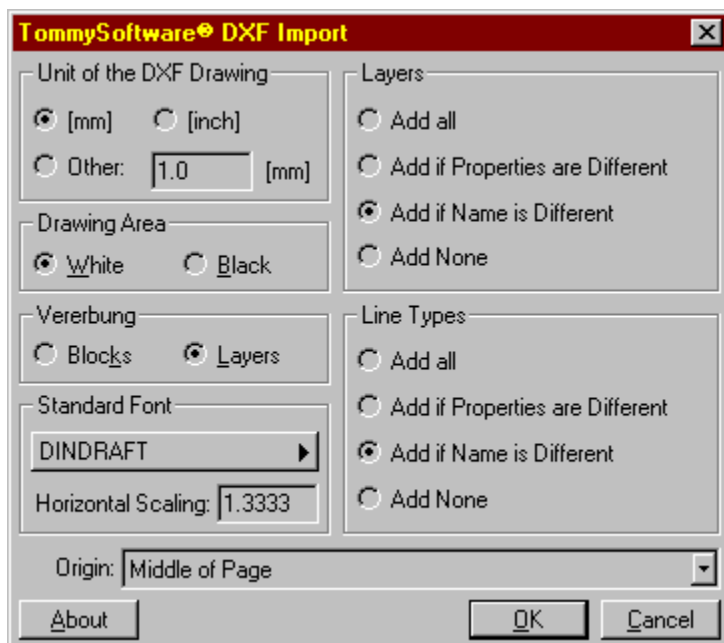 TommySoftware® DXF Import
Unit of the DXF Drawing
[mm] [inch]
Other: 1.0 [mm]
Drawing Area
White Black
Vererbung
Blocks Layers
Standard Font
DINDRAFT
Horizontal Scaling: 1.3333
Layers
Add all
Add if Properties are Different
Add if Name is Different
Add None
Line Types
Add all
Add if Properties are Different
Add if Name is Different
Add None
Origin: Middle of Page
About OK Cancel